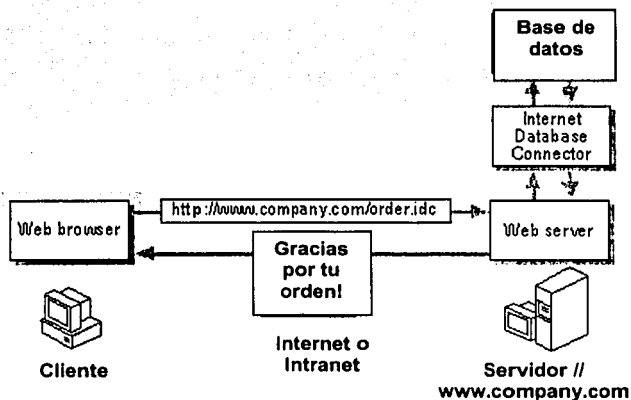 Base de
datos
Internet
Database
Connector
http://www.company.com/order.idc
Web browser
Web server
Gracias
por tu
orden!
Internet o
Intranet
Cliente
Servidor //
www.company.com